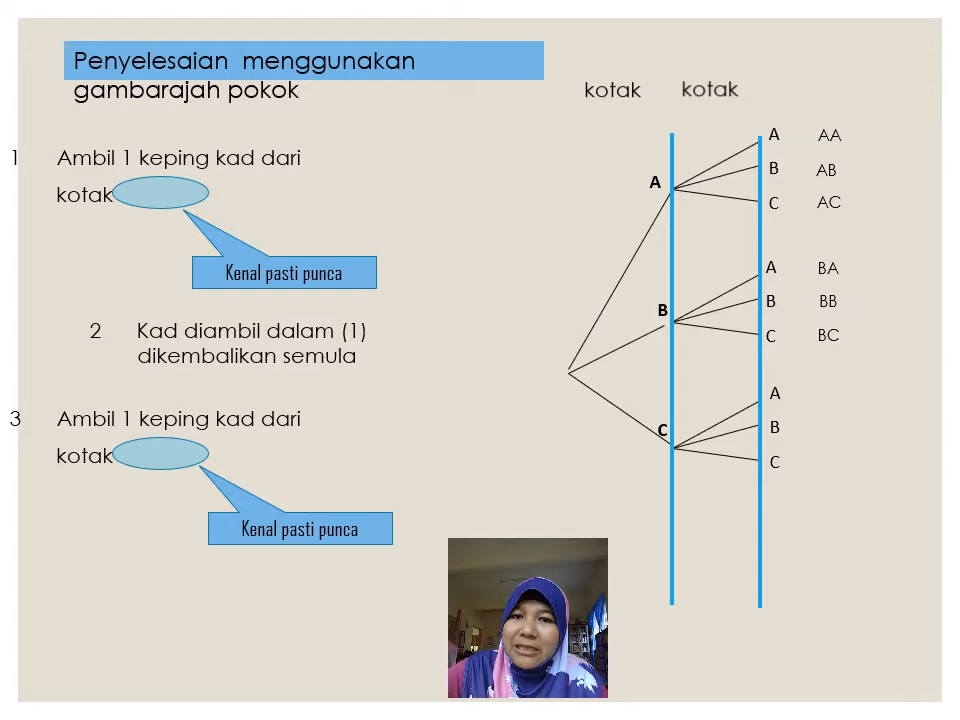 Penyelesaian menggunakan
gambarajah pokok
1 Ambil 1 keping kad dari
kotak
Kenal pasti punca
2 Kad diambil dalam (1)
dikembalikan semula
3 Ambil 1 keping kad dari
kotak
Kenal pasti punca
kotak kotak
A AA
A B AB
C AC
A BA
B B BB
C BC
A
C B
C